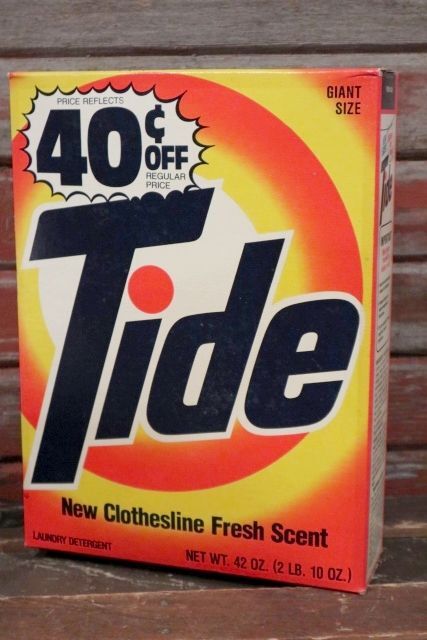 PRICE REFLECTS
40¢ OFF
REGULAR
PRICE
GIANT
SIZE
Tide
New Clothesline Fresh Scent
LAUNDRY DETERGENT
NET WT. 42 OZ. (2 LB. 10 OZ.)
Tide